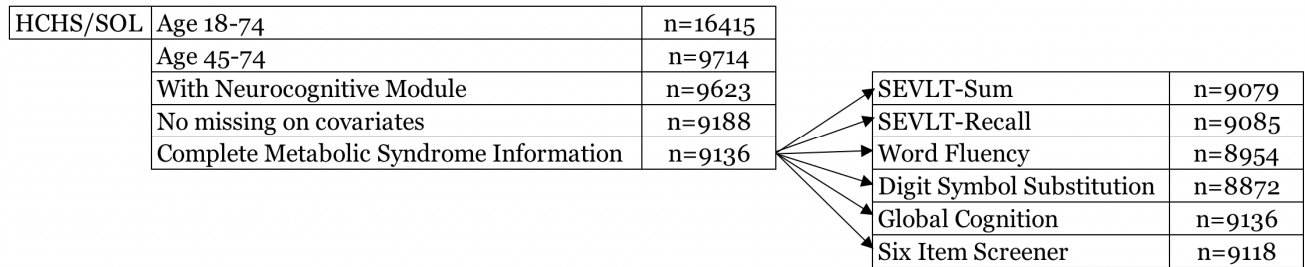 HCHS/SOL Age 18-74 n=16415
Age 45-74 n=9714
With Neurocognitive Module n=9623
No missing on covariates n=9188
Complete Metabolic Syndrome Information n=9136
SEVLT-Sum n=9079
SEVLT-Recall n=9085
Word Fluency n=8954
Digit Symbol Substitution n=8872
Global Cognition n=9136
Six Item Screener n=9118